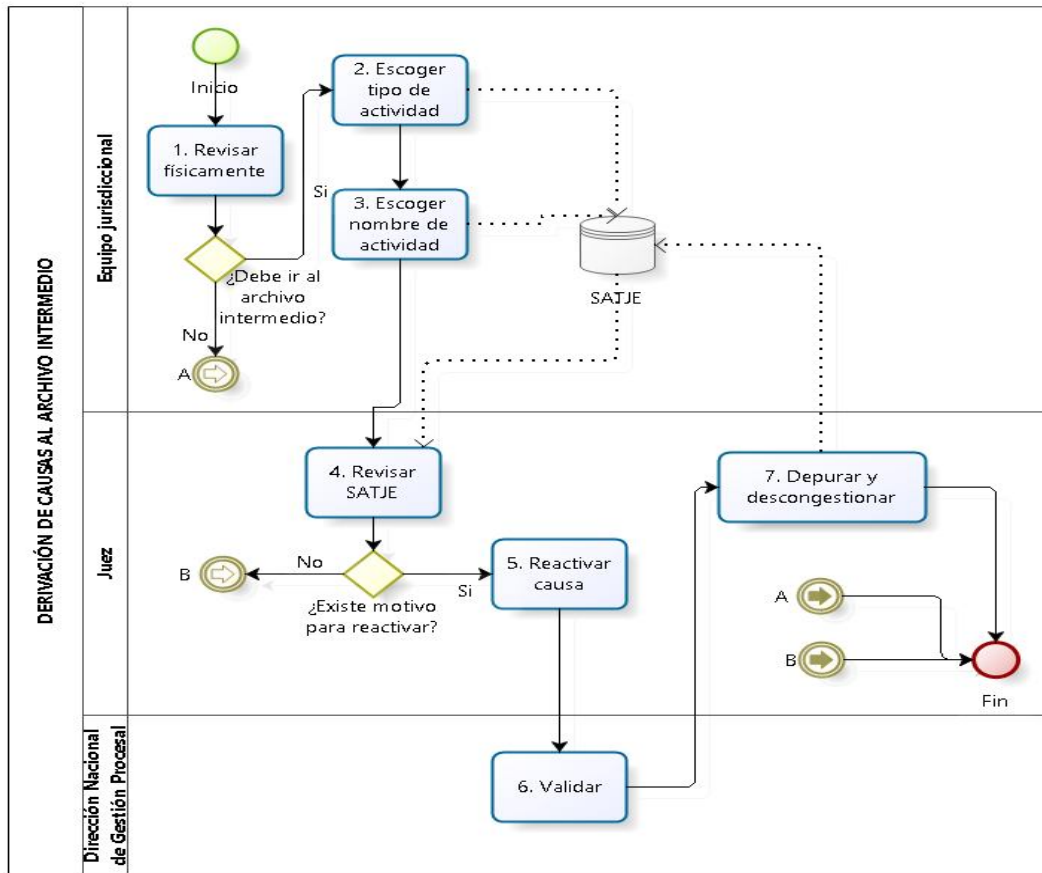 DERIVACIÓN DE CAUSAS AL ARCHIVO INTERMEDIO
Equipo jurisdiccional
Inicio
1. Revisar
físicamente
2. Escoger
tipo de
actividad
Si
3. Escoger
nombre de
actividad
¿Debe ir al
archivo
intermedio?
No
A
SATJE
Juez
4. Revisar
SATJE
7. Depurar y
descongestionar
B
No
¿Existe motivo
para reactivar?
Si
5. Reactivar
causa
A
B
Fin
Dirección Nacional
de Gestión Procesal
6. Validar